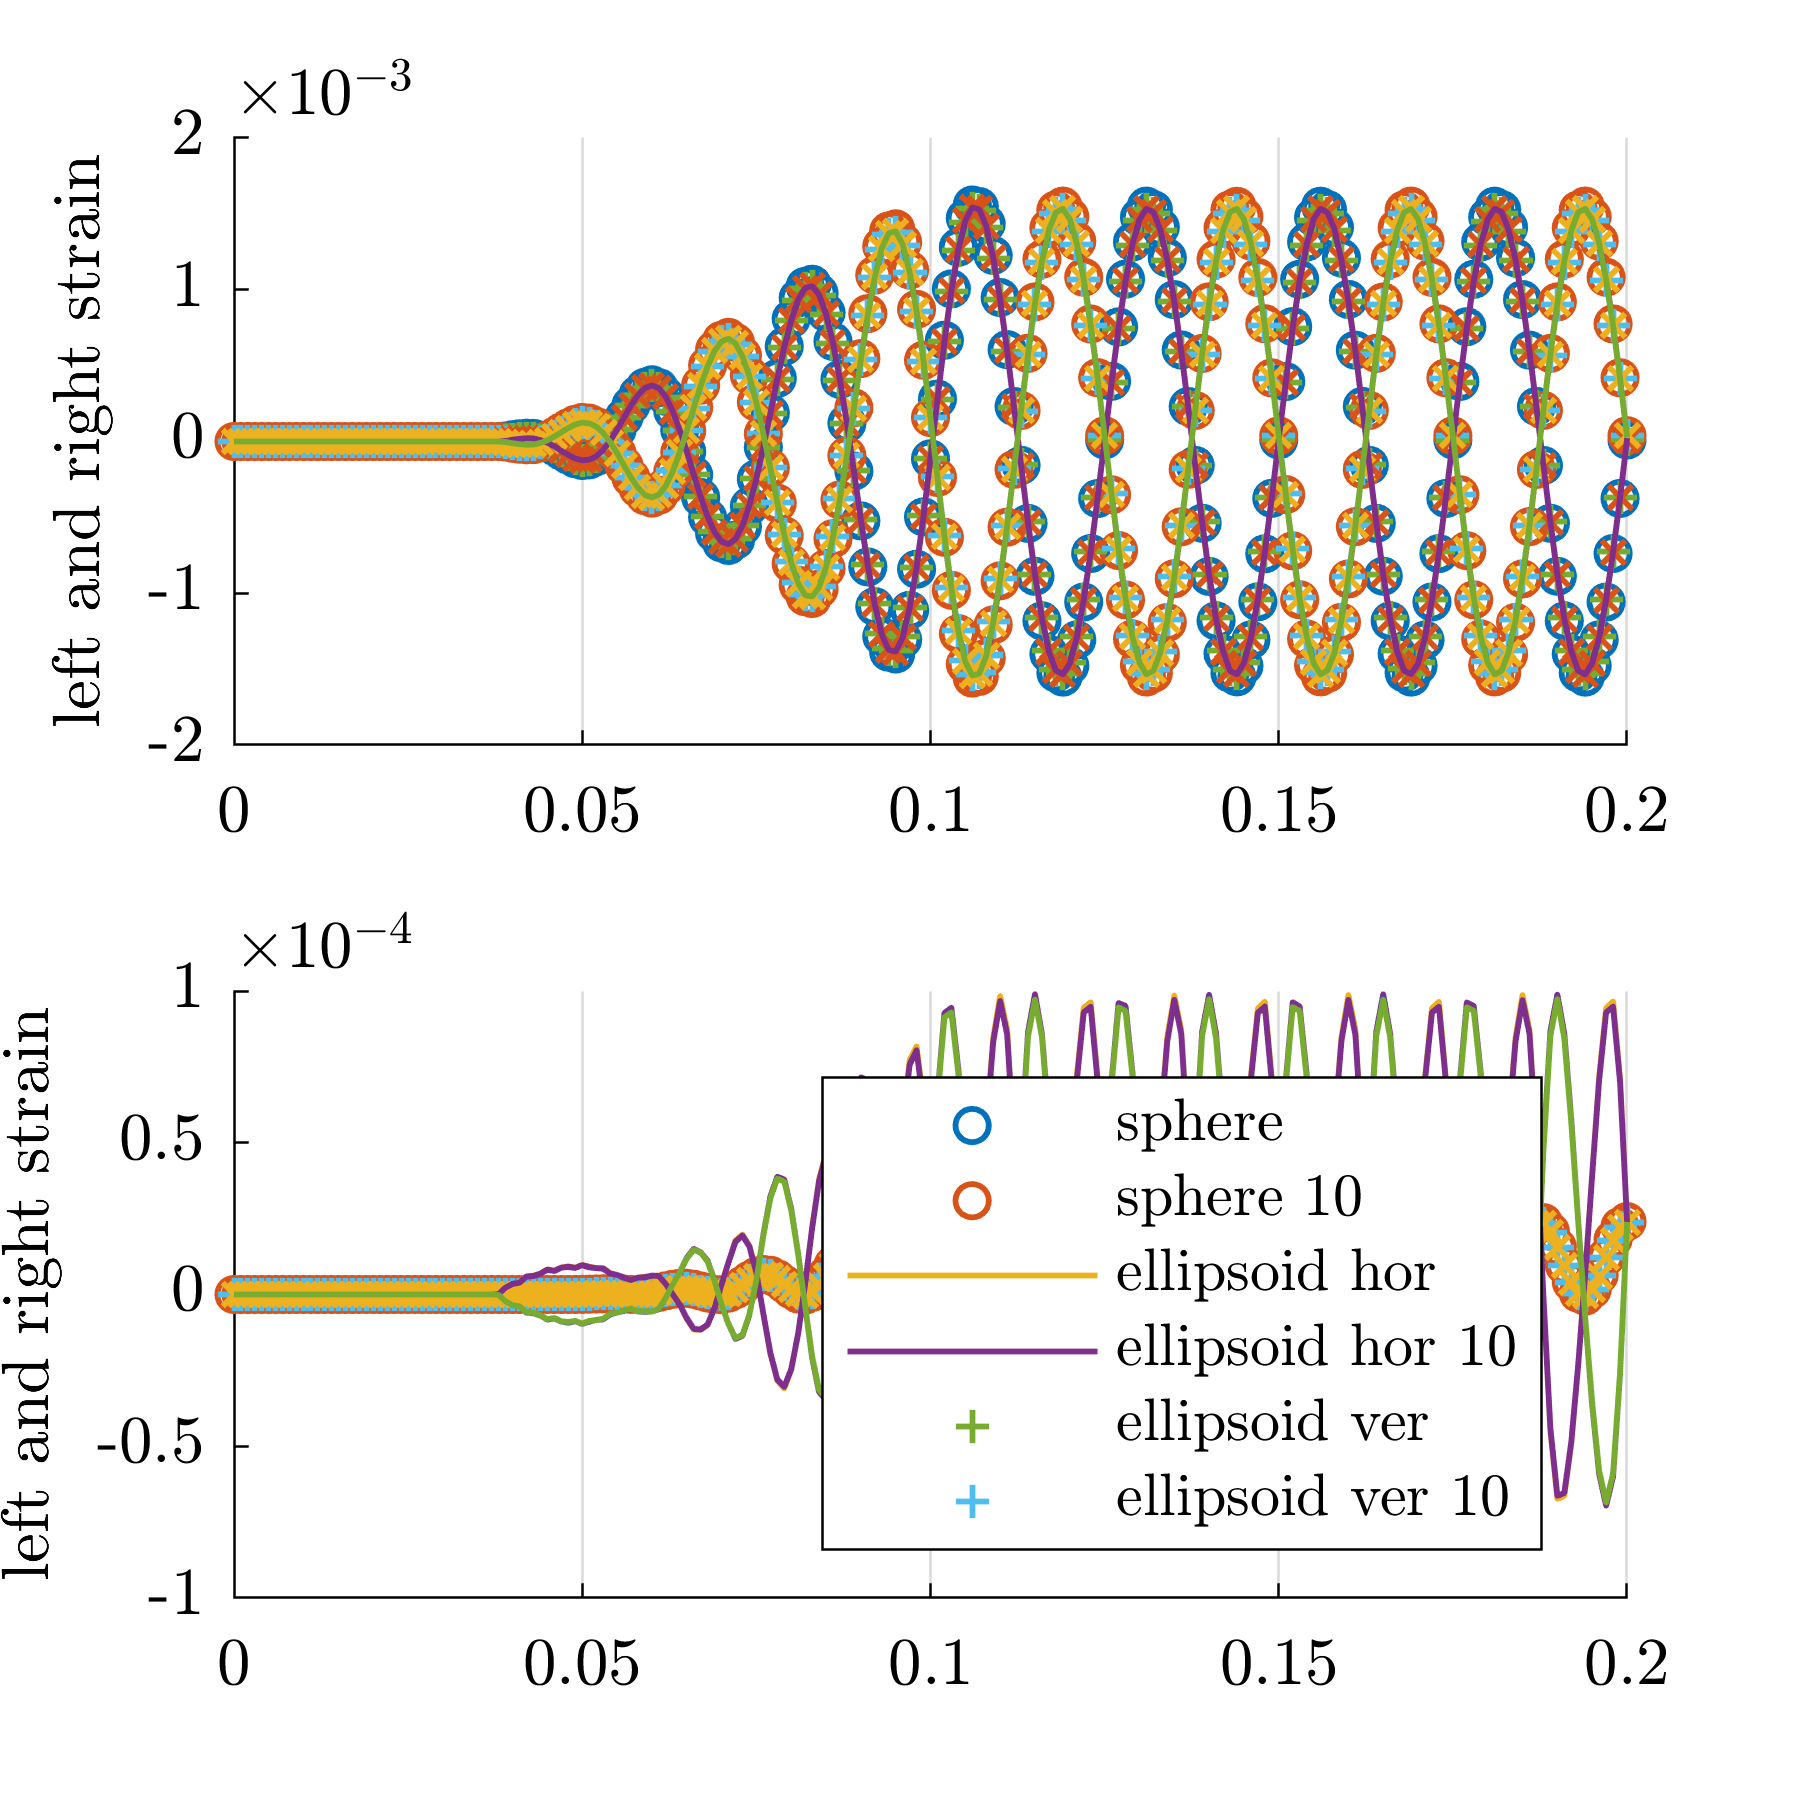 ×10⁻³
2
1
0
-1
-2
left and right strain
0 0.05 0.1 0.15 0.2
×10⁻⁴
1
0.5
0
-0.5
-1
left and right strain
sphere
sphere 10
ellipsoid hor
ellipsoid hor 10
ellipsoid ver
ellipsoid ver 10
0 0.05 0.1 0.15 0.2